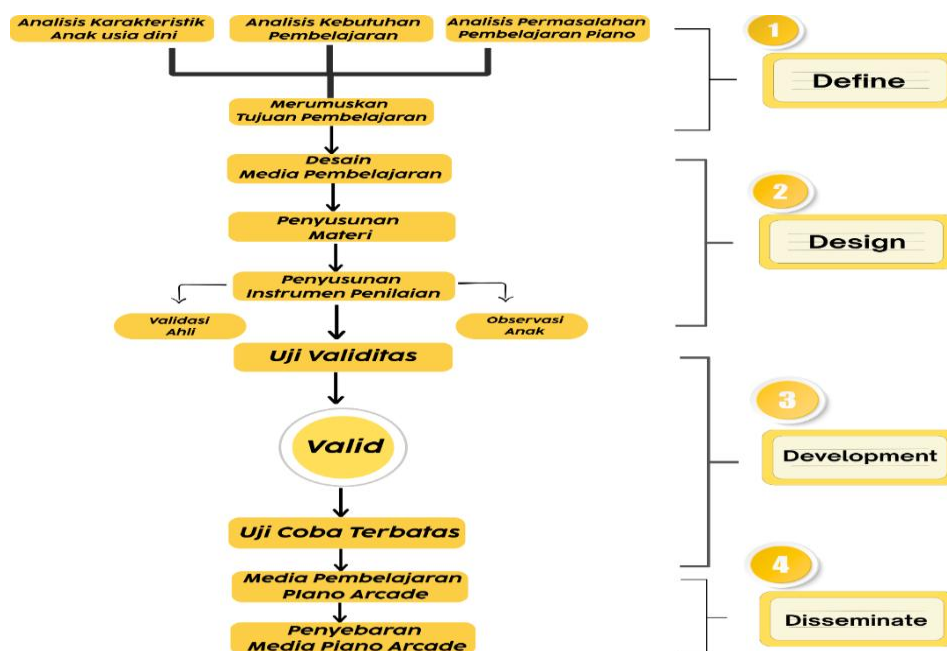 Analisis Karakteristik
Anak usia dini
Analisis Kebutuhan
Pembelajaran
Analisis Permasalahan
Pembelajaran Piano
1
Define
Merumuskan
Tujuan Pembelajaran
Desain
Media Pembelajaran
2
Design
Penyusunan
Materi
Penyusunan
Instrumen Penilaian
Validasi
Ahli
Observasi
Anak
Uji Validitas
3
Development
Valid
Uji Coba Terbatas
4
Disseminate
Media Pembelajaran
Piano Arcade
Penyebaran
Media Piano Arcade